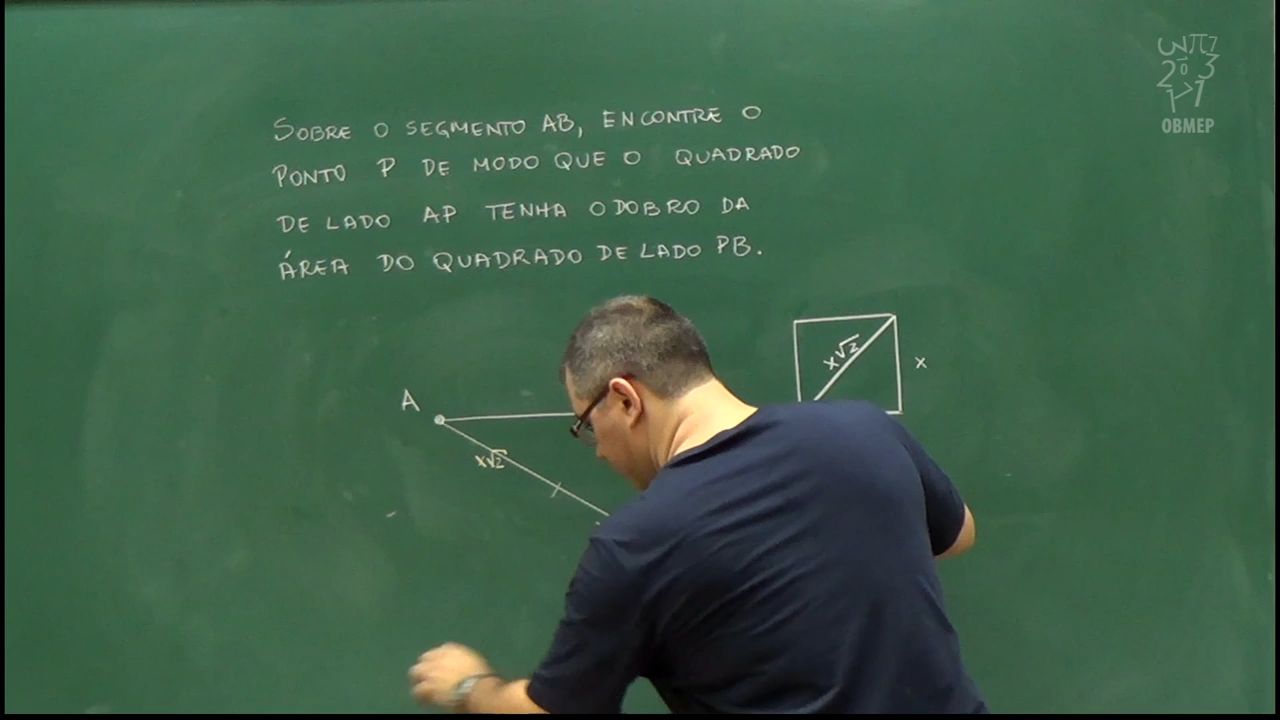 SOBRE O SEGMENTO AB, ENCONTRE O
PONTO P DE MODO QUE O QUADRADO
DE LADO AP TENHA O DOBRO DA
ÁREA DO QUADRADO DE LADO PB.
x√2
x
A
x√2
OBMEP